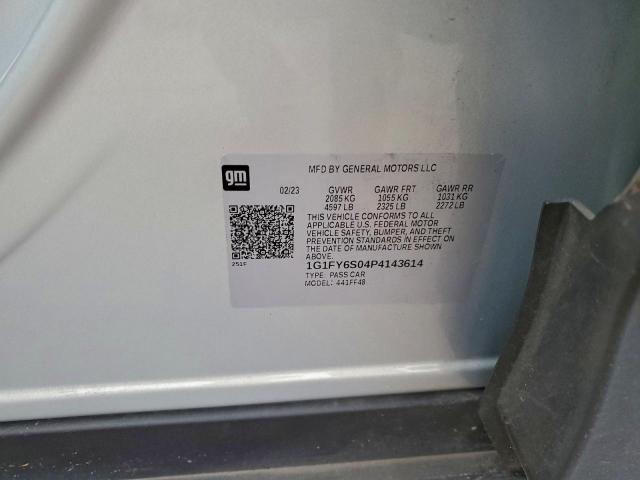 gm
MFD BY GENERAL MOTORS LLC
02/23 GVWR GAWR FRT GAWR RR
2085 KG 1055 KG 1031 KG
4597 LB 2325 LB 2272 LB
THIS VEHICLE CONFORMS TO ALL
APPLICABLE U.S. FEDERAL MOTOR
VEHICLE SAFETY, BUMPER, AND THEFT
PREVENTION STANDARDS IN EFFECT ON
THE DATE OF MANUFACTURE SHOWN
ABOVE.
251F
1G1FY6S04P4143614
TYPE: PASS CAR
MODEL: 441FF48